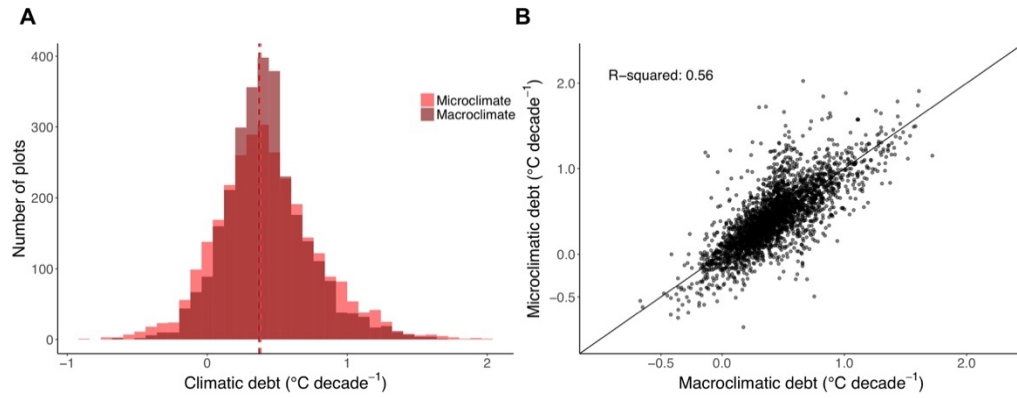 A
Number of plots
400
300
200
100
0
−1
0
1
2
Climatic debt (°C decade⁻¹)
Microclimate
Macroclimate
B
R−squared: 0.56
Microclimatic debt (°C decade⁻¹)
2.0
1.0
0.0
−0.5
−0.5
0.0
1.0
2.0
Macroclimatic debt (°C decade⁻¹)